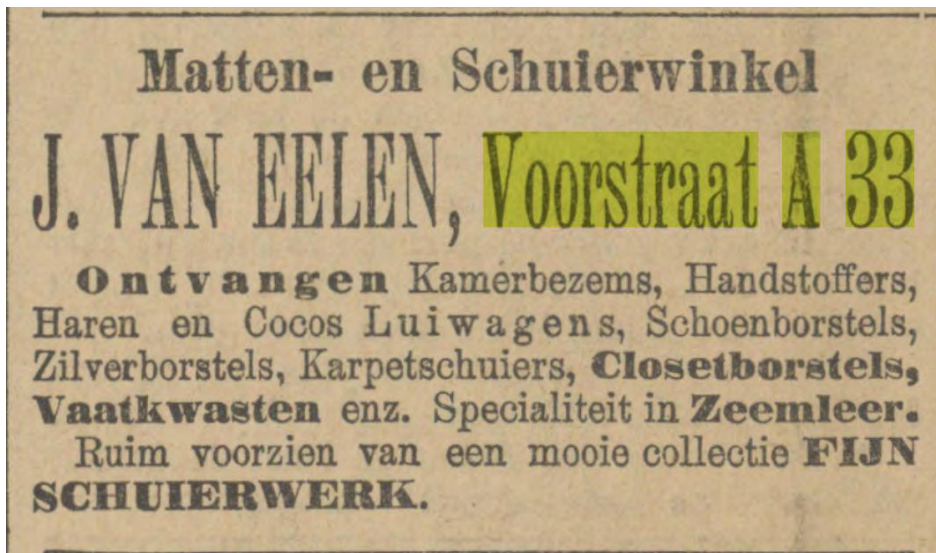 Matten- en Schuierwinkel
J. VAN EELEN, Voorstraat A 33
Ontvangen Kamerbezems, Handstoffers,
Haren en Cocos Luiwagens, Schoenborstels,
Zilverborstels, Karpetschuiers, Closetborstels,
Vaatkwasten enz. Specialiteit in Zeemleer.
Ruim voorzien van een mooie collectie FIJN
SCHUIERWERK.